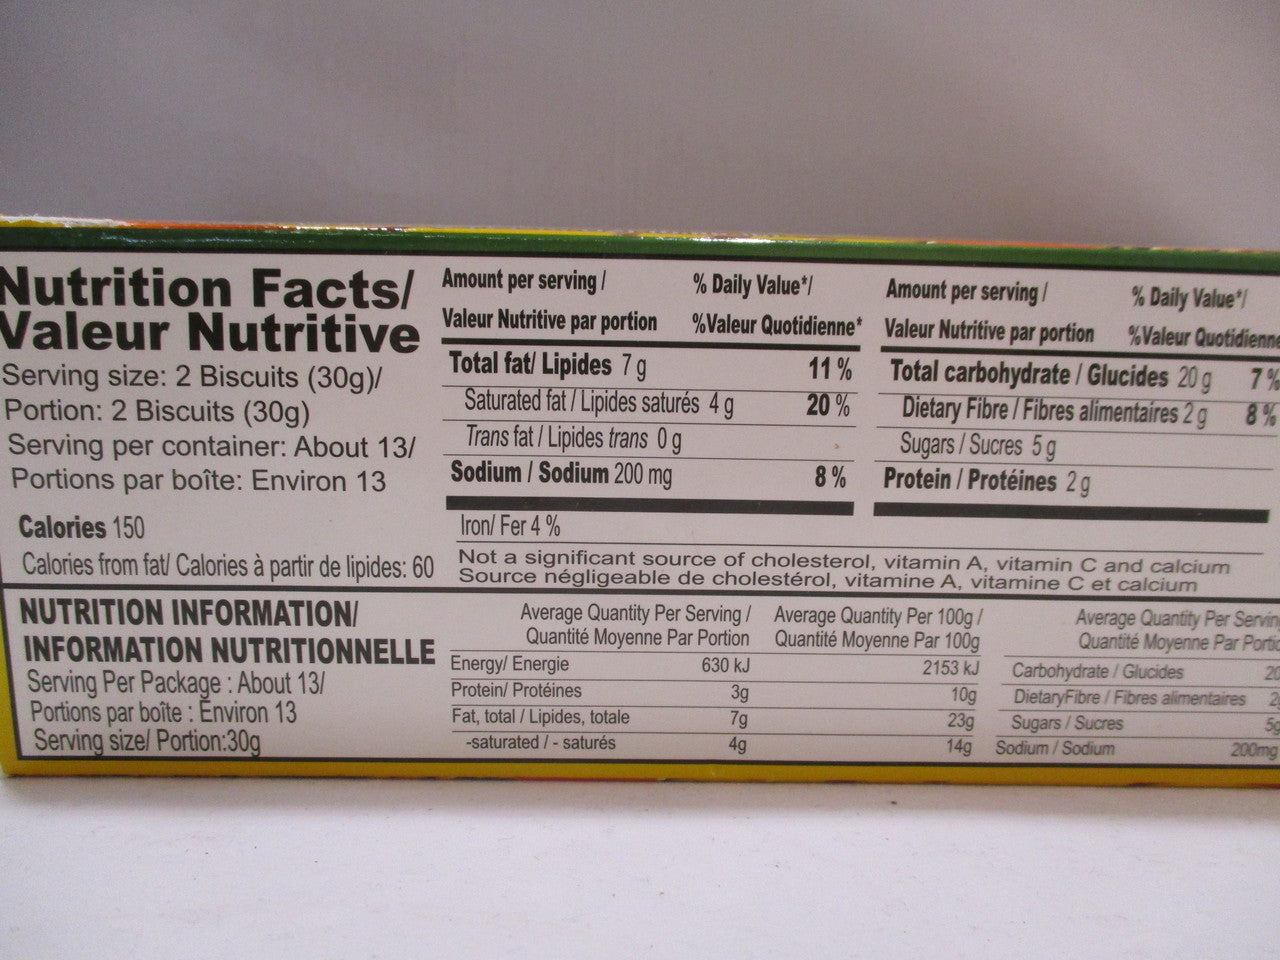 Nutrition Facts/
Valeur Nutritive
Serving size: 2 Biscuits (30g)/
Portion: 2 Biscuits (30g)
Serving per container: About 13/
Portions par boîte: Environ 13
Calories 150
Calories from fat/ Calories à partir de lipides: 60
Amount per serving / % Daily Value*/
Valeur Nutritive par portion %Valeur Quotidienne*
Total fat/ Lipides 7 g 11 %
Saturated fat / Lipides saturés 4 g 20 %
Trans fat / Lipides trans 0 g
Sodium / Sodium 200 mg 8 %
Amount per serving / % Daily Value*/
Valeur Nutritive par portion %Valeur Quotidienne
Total carbohydrate / Glucides 20 g 7 %
Dietary Fibre / Fibres alimentaires 2 g 8 %
Sugars / Sucres 5 g
Protein / Protéines 2 g
Iron/ Fer 4 %
Not a significant source of cholesterol, vitamin A, vitamin C and calcium
Source négligeable de cholestérol, vitamine A, vitamine C et calcium
NUTRITION INFORMATION/
INFORMATION NUTRITIONNELLE
Serving Per Package : About 13/
Portions par boîte : Environ 13
Serving size/ Portion:30g
Average Quantity Per Serving / Average Quantity Per 100g /
Quantité Moyenne Par Portion Quantité Moyenne Par 100g
Energy/ Energie 630 kJ 2153 kJ
Protein/ Protéines 3g 10g
Fat, total / Lipides, totale 7g 23g
-saturated / - saturés 4g 14g
Average Quantity Per
Quantité Moyenne Par
Carbohydrate / Glucides
DietaryFibre / Fibres alimentaires
Sugars / Sucres 5g
Sodium / Sodium 200mg